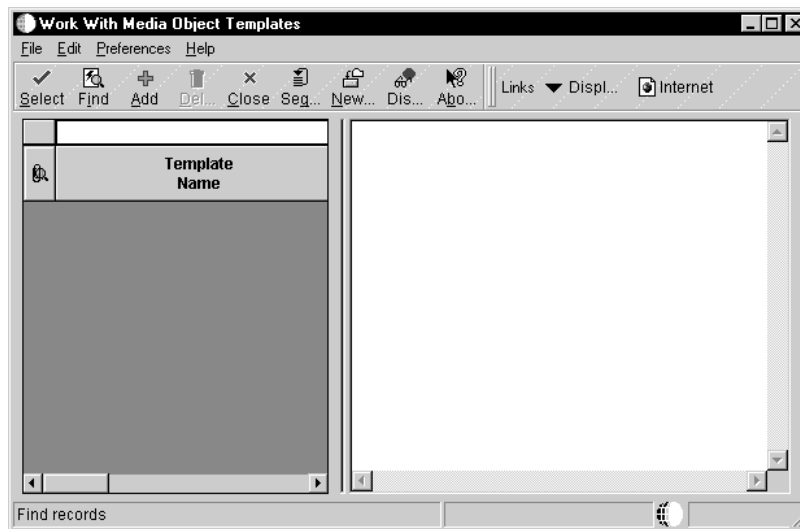 Work With Media Object Templates
File Edit Preferences Help
Select Find Add Del... Close Seq... New... Dis... Abo... Links Displ... Internet
Template
Name
Find records